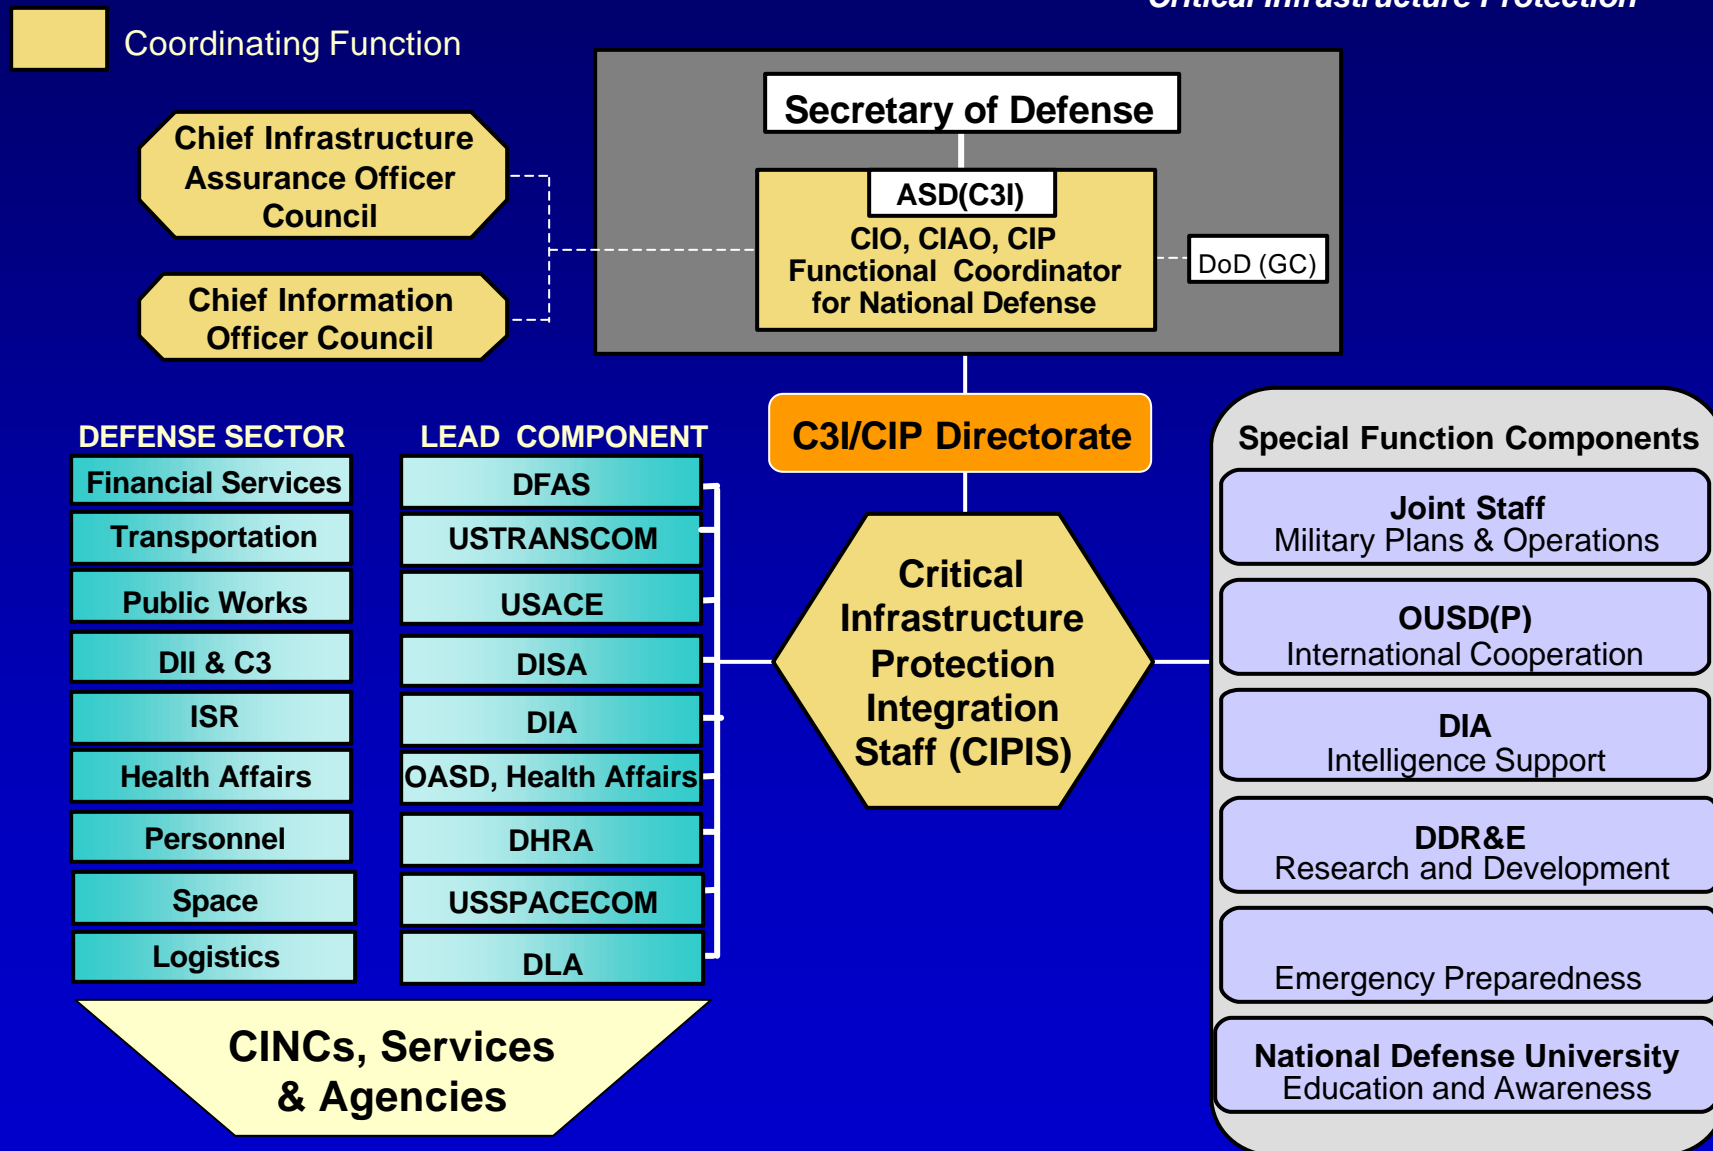 Critical Infrastructure Protection
Coordinating Function
Secretary of Defense
ASD(C3I)
CIO, CIAO, CIP
Functional Coordinator
for National Defense
DoD (GC)
Chief Infrastructure
Assurance Officer
Council
Chief Information
Officer Council
C3I/CIP Directorate
DEFENSE SECTOR
LEAD COMPONENT
Financial Services
DFAS
Transportation
USTRANSCOM
Public Works
USACE
DII & C3
DISA
ISR
DIA
Health Affairs
OASD, Health Affairs
Personnel
DHRA
Space
USSPACECOM
Logistics
DLA
CINCs, Services
& Agencies
Critical
Infrastructure
Protection
Integration
Staff (CIPIS)
Special Function Components
Joint Staff
Military Plans & Operations
OUSD(P)
International Cooperation
DIA
Intelligence Support
DDR&E
Research and Development
Emergency Preparedness
National Defense University
Education and Awareness